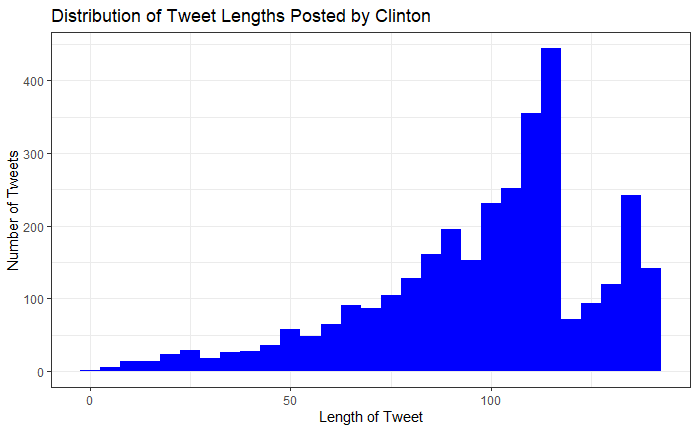 Distribution of Tweet Lengths Posted by Clinton
Number of Tweets
400
300
200
100
0
0 50 100
Length of Tweet